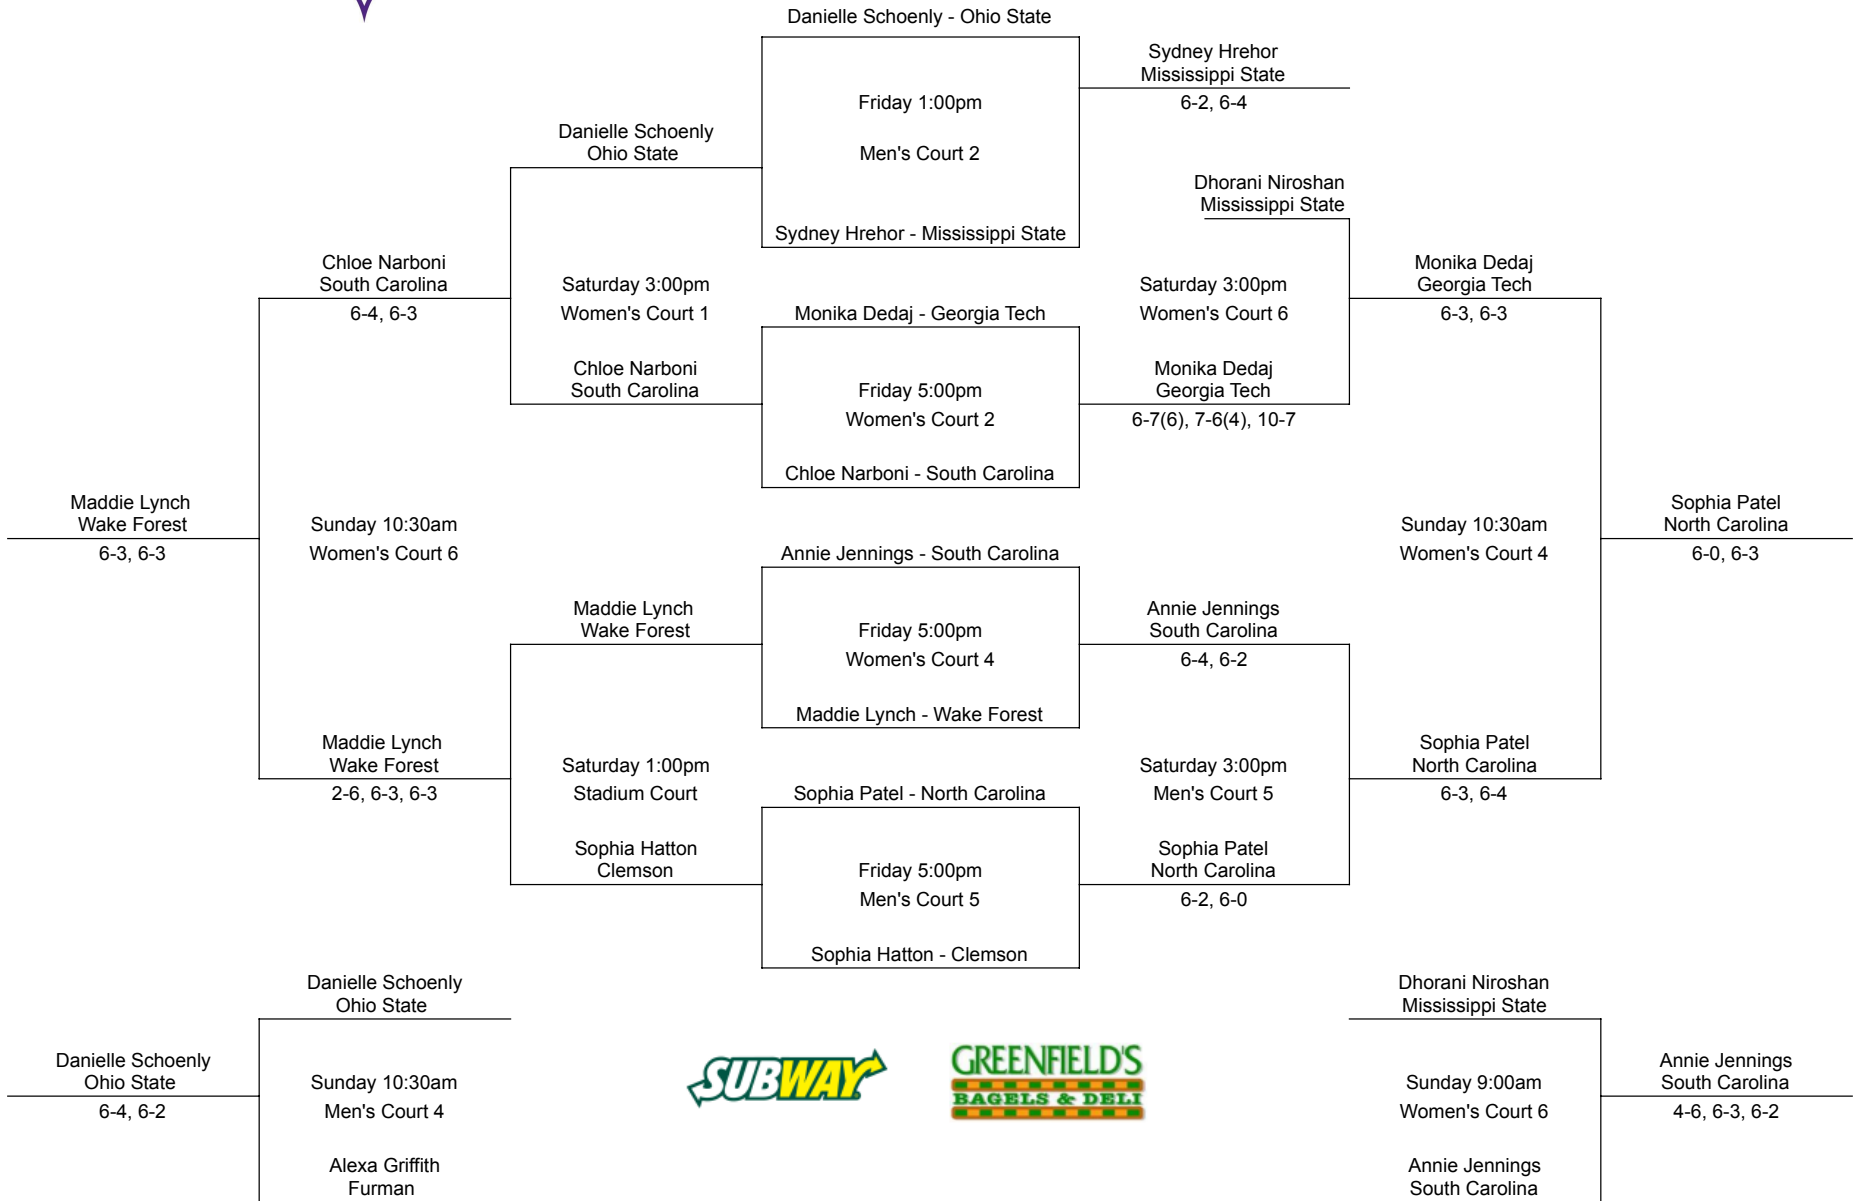 Danielle Schoenly - Ohio State
Sydney Hrehor
Mississippi State
6-2, 6-4
Friday 1:00pm
Men's Court 2
Danielle Schoenly
Ohio State
Dhorani Niroshan
Mississippi State
Sydney Hrehor - Mississippi State
Chloe Narboni
South Carolina
6-4, 6-3
Saturday 3:00pm
Women's Court 1
Monika Dedaj - Georgia Tech
Saturday 3:00pm
Women's Court 6
Monika Dedaj
Georgia Tech
6-3, 6-3
Chloe Narboni
South Carolina
Friday 5:00pm
Women's Court 2
Monika Dedaj
Georgia Tech
6-7(6), 7-6(4), 10-7
Chloe Narboni - South Carolina
Maddie Lynch
Wake Forest
6-3, 6-3
Sunday 10:30am
Women's Court 6
Annie Jennings - South Carolina
Sunday 10:30am
Women's Court 4
Sophia Patel
North Carolina
6-0, 6-3
Maddie Lynch
Wake Forest
Friday 5:00pm
Women's Court 4
Annie Jennings
South Carolina
6-4, 6-2
Maddie Lynch - Wake Forest
Maddie Lynch
Wake Forest
2-6, 6-3, 6-3
Saturday 1:00pm
Stadium Court
Sophia Patel - North Carolina
Saturday 3:00pm
Men's Court 5
Sophia Patel
North Carolina
6-3, 6-4
Sophia Hatton
Clemson
Friday 5:00pm
Men's Court 5
Sophia Patel
North Carolina
6-2, 6-0
Sophia Hatton - Clemson
Danielle Schoenly
Ohio State
Dhorani Niroshan
Mississippi State
Danielle Schoenly
Ohio State
6-4, 6-2
Sunday 10:30am
Men's Court 4
SUBWAY
GREENFIELD'S
BAGELS & DELI
Sunday 9:00am
Women's Court 6
Annie Jennings
South Carolina
4-6, 6-3, 6-2
Alexa Griffith
Furman
Annie Jennings
South Carolina